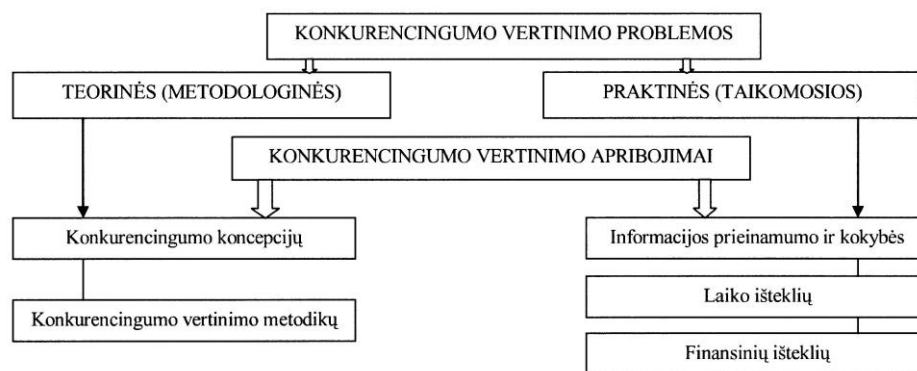 KONKURENCINGUMO VERTINIMO PROBLEMOS
TEORINĖS (METODOLOGINĖS)
PRAKTINĖS (TAIKOMOSIOS)
KONKURENCINGUMO VERTINIMO APRIBOJIMAI
Konkurencingumo koncepcijų
Informacijos prieinamumo ir kokybės
Laiko išteklių
Konkurencingumo vertinimo metodikų
Finansinių išteklių